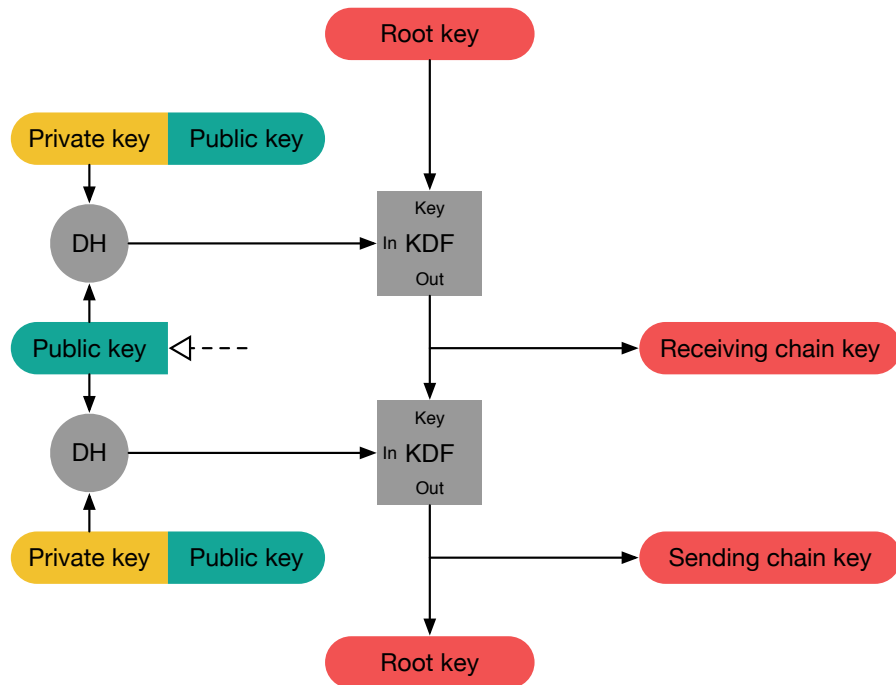 Root key
Private key Public key
Key
DH
In KDF
Out
Public key
Receiving chain key
Key
DH
In KDF
Out
Private key Public key
Sending chain key
Root key